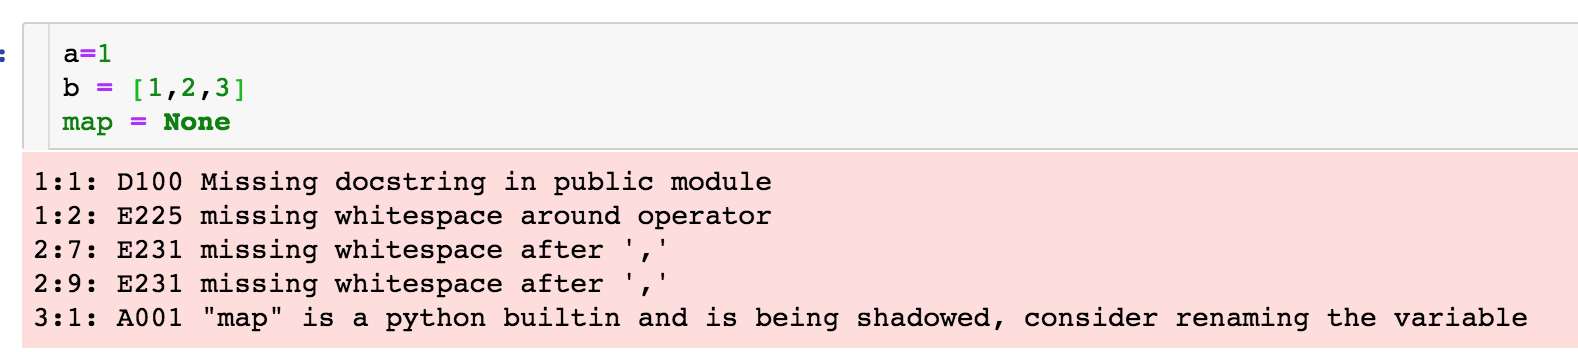 :
a=1
b = [1,2,3]
map = None
1:1: D100 Missing docstring in public module
1:2: E225 missing whitespace around operator
2:7: E231 missing whitespace after ','
2:9: E231 missing whitespace after ','
3:1: A001 "map" is a python builtin and is being shadowed, consider renaming the variable